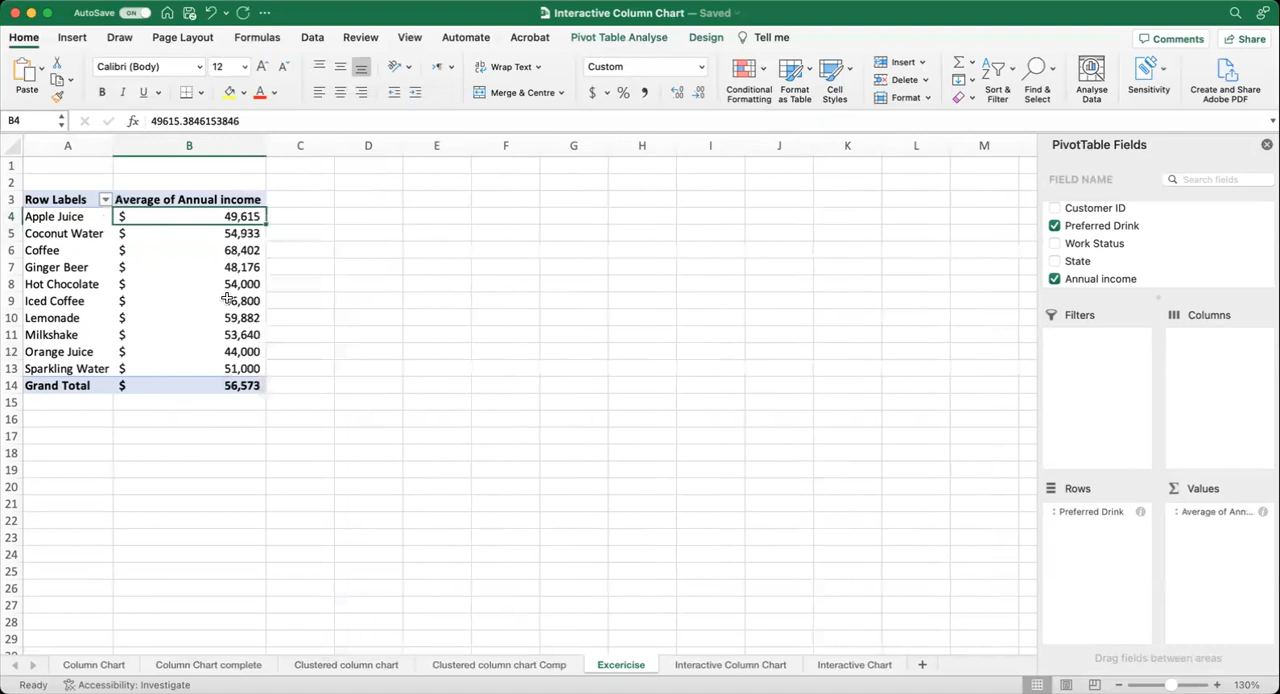 AutoSave ON
Interactive Column Chart — Saved
Home Insert Draw Page Layout Formulas Data Review View Automate Acrobat Pivot Table Analyse Design Tell me
Comments Share
Paste
Calibri (Body) 12
B I U
Wrap Text
Merge & Centre
Custom
Conditional Formatting
Format as Table
Cell Styles
Insert
Delete
Format
Sort & Filter
Find & Select
Analyse Data
Sensitivity
Create and Share Adobe PDF
B4 fx 49615.3846153846
A B C D E F G H I J K L M
1
2
3 Row Labels Average of Annual income
4 Apple Juice $ 49,615
5 Coconut Water $ 54,933
6 Coffee $ 68,402
7 Ginger Beer $ 48,176
8 Hot Chocolate $ 54,000
9 Iced Coffee $
10 Lemonade $ 59,882
11 Milkshake $ 53,640
12 Orange Juice $ 44,000
13 Sparkling Water $ 51,000
14 Grand Total $ 56,573
15
16
17
18
19
20
21
22
23
24
25
26
27
28
29
PivotTable Fields
FIELD NAME
Search fields
Customer ID
Preferred Drink
Work Status
State
Annual income
Filters
Columns
Rows
Values
Preferred Drink
Average of Ann...
Drag fields between areas
Column Chart Column Chart complete Clustered column chart Clustered column chart Comp Excericise Interactive Column Chart Interactive Chart +
Ready Accessibility: Investigate
130%